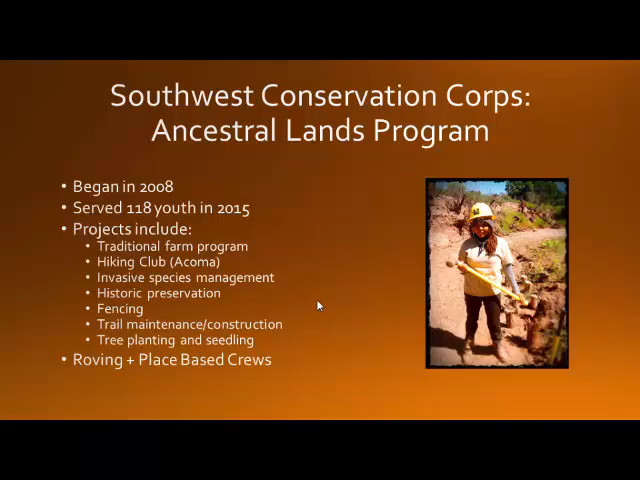 Southwest Conservation Corps:
Ancestral Lands Program
• Began in 2008
• Served 118 youth in 2015
• Projects include:
• Traditional farm program
• Hiking Club (Acoma)
• Invasive species management
• Historic preservation
• Fencing
• Trail maintenance/construction
• Tree planting and seedling
• Roving + Place Based Crews